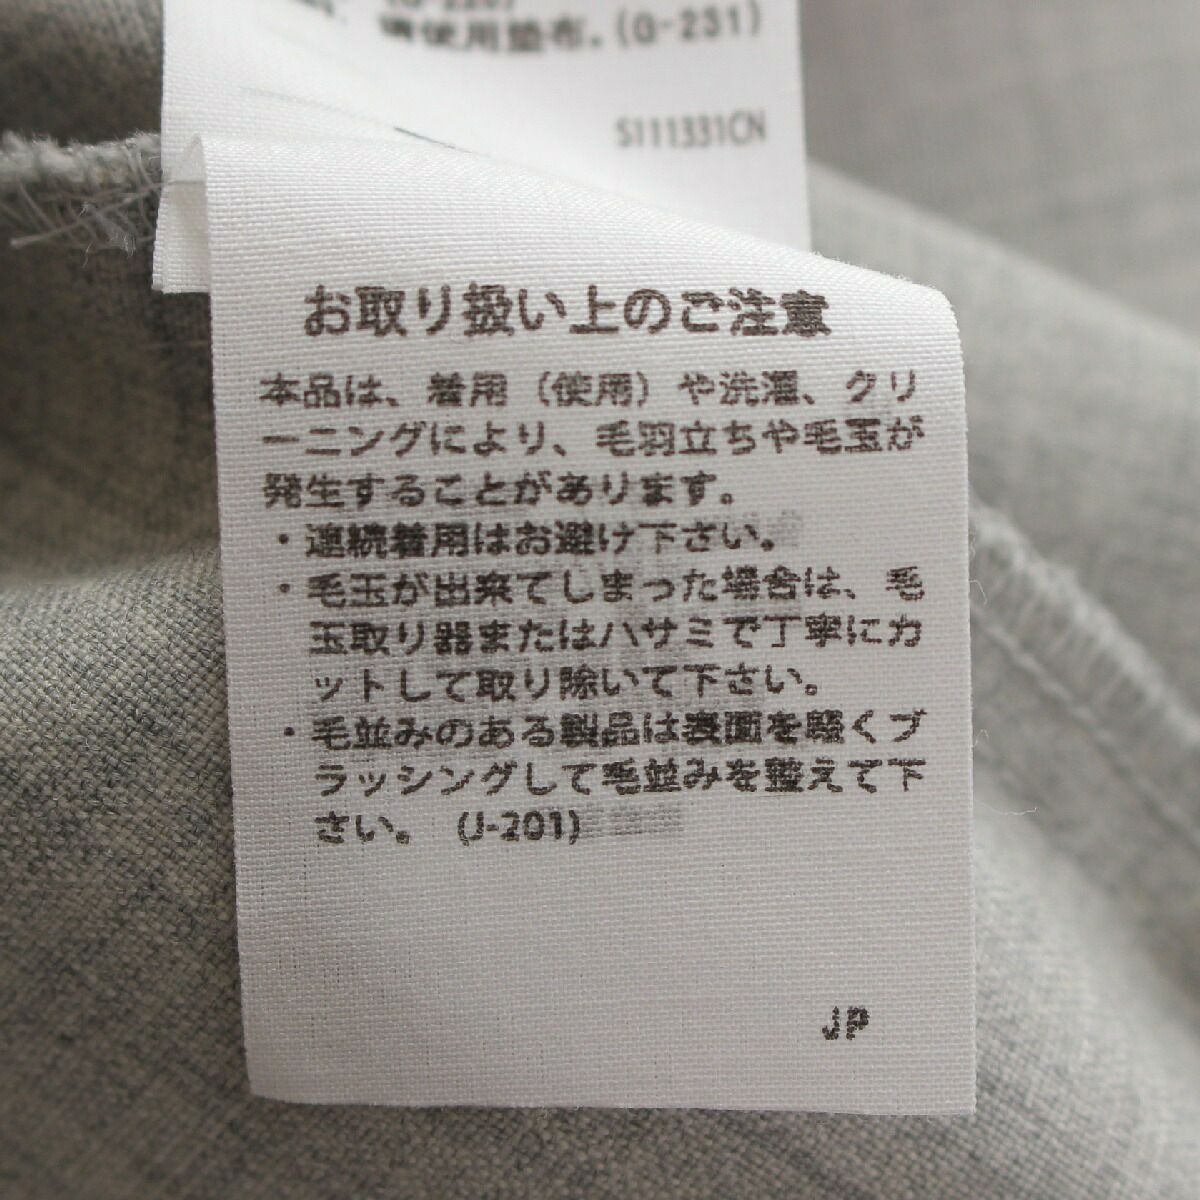 请使用垫布。(G-231)
S111331CN
お取り扱い上のご注意
本品は、着用（使用）や洗濯、クリ
ーニングにより、毛羽立ちや毛玉が
発生することがあります。
・連続着用はお避け下さい。
・毛玉が出来てしまった場合は、毛
玉取り器またはハサミで丁寧にカ
ットして取り除いて下さい。
・毛並みのある製品は表面を軽くブ
ラッシングして毛並みを整えて下
さい。（J-201）
JP